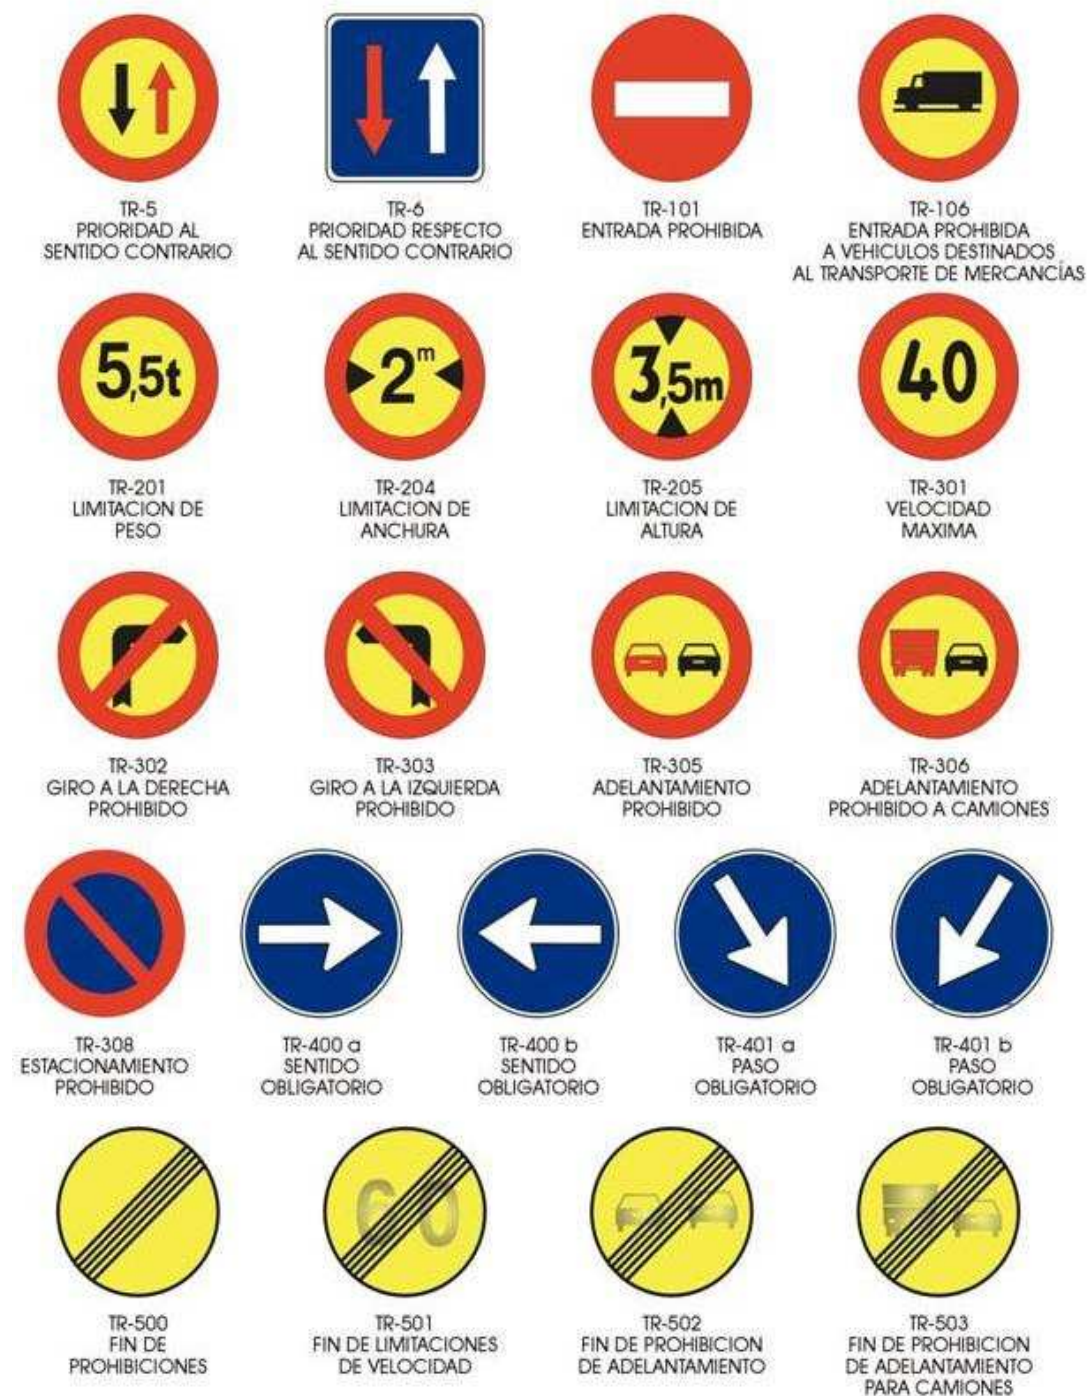 TR-5
PRIORIDAD AL
SENTIDO CONTRARIO
TR-6
PRIORIDAD RESPECTO
AL SENTIDO CONTRARIO
TR-101
ENTRADA PROHIBIDA
TR-106
ENTRADA PROHIBIDA
A VEHICULOS DESTINADOS
AL TRANSPORTE DE MERCANCÍAS
5,5t
TR-201
LIMITACION DE
PESO
2m
TR-204
LIMITACION DE
ANCHURA
3,5m
TR-205
LIMITACION DE
ALTURA
40
TR-301
VELOCIDAD
MAXIMA
TR-302
GIRO A LA DERECHA
PROHIBIDO
TR-303
GIRO A LA IZQUIERDA
PROHIBIDO
TR-305
ADELANTAMIENTO
PROHIBIDO
TR-306
ADELANTAMIENTO
PROHIBIDO A CAMIONES
TR-308
ESTACIONAMIENTO
PROHIBIDO
TR-400 a
SENTIDO
OBLIGATORIO
TR-400 b
SENTIDO
OBLIGATORIO
TR-401 a
PASO
OBLIGATORIO
TR-401 b
PASO
OBLIGATORIO
TR-500
FIN DE
PROHIBICIONES
60
TR-501
FIN DE LIMITACIONES
DE VELOCIDAD
TR-502
FIN DE PROHIBICION
DE ADELANTAMIENTO
TR-503
FIN DE PROHIBICION
DE ADELANTAMIENTO
PARA CAMIONES